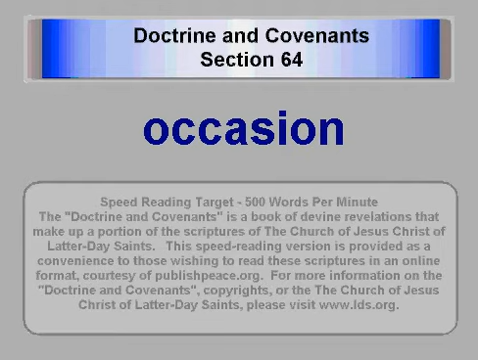 Doctrine and Covenants
Section 64
occasion
Speed Reading Target - 500 Words Per Minute
The "Doctrine and Covenants" is a book of devine revelations that
make up a portion of the scriptures of The Church of Jesus Christ of
Latter-Day Saints. This speed-reading version is provided as a
convenience to those wishing to read these scriptures in an online
format, courtesy of publishpeace.org. For more information on the
"Doctrine and Covenants", copyrights, or the The Church of Jesus
Christ of Latter-Day Saints, please visit www.lds.org.